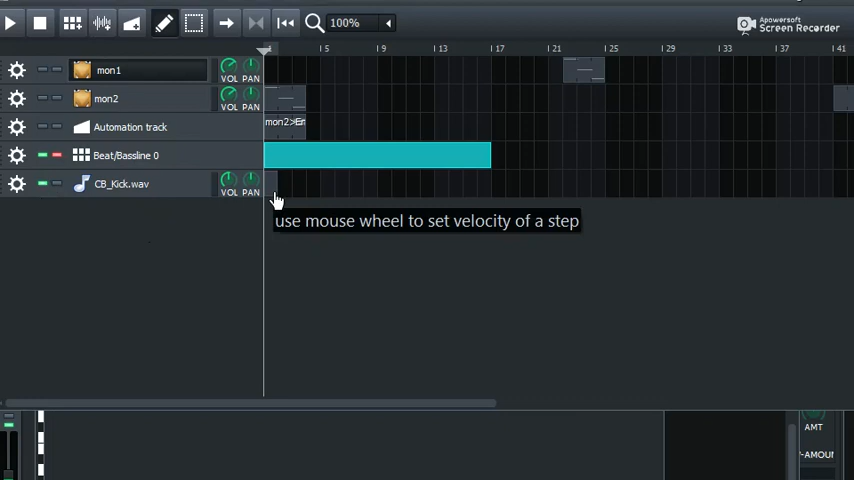 100%
Apowersoft
Screen Recorder
1 5 9 13 17 21 25 29 33 37 41
mon1 VOL PAN
mon2 VOL PAN
Automation track mon2>En
Beat/Bassline 0
CB_Kick.wav VOL PAN
use mouse wheel to set velocity of a step
AMT
-AMOUN